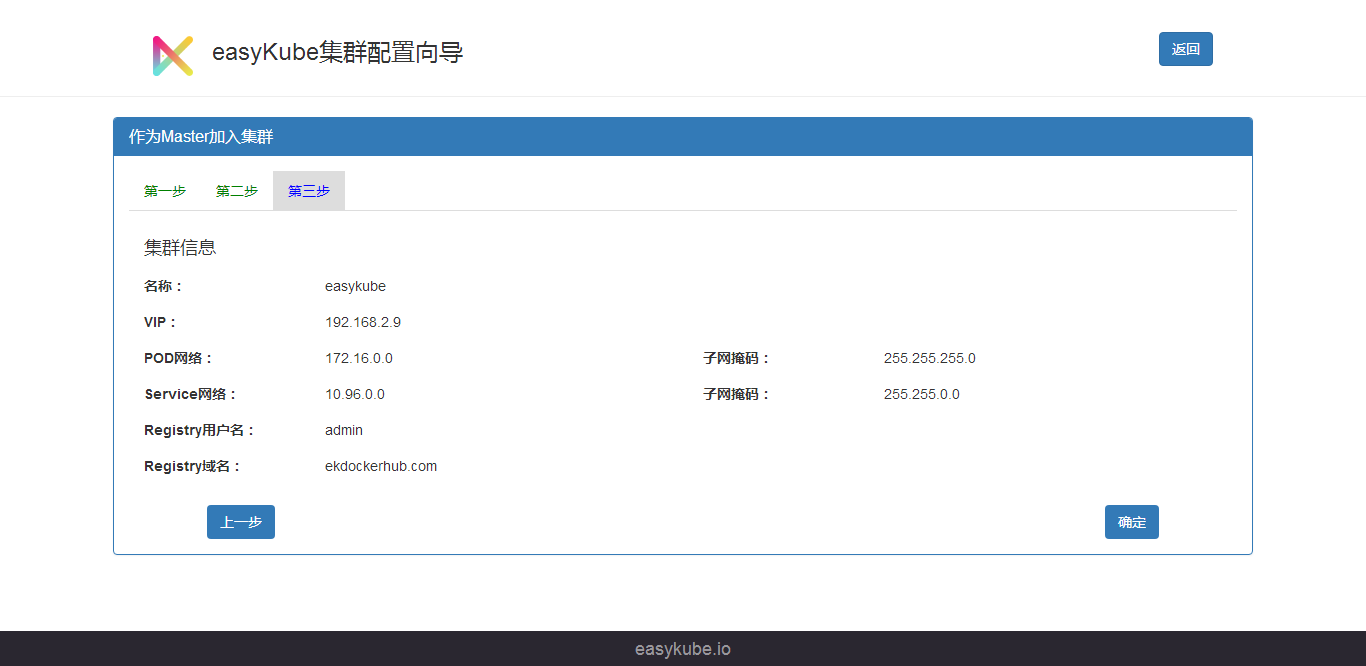 easyKube集群配置向导
返回
作为Master加入集群
第一步 第二步 第三步
集群信息
名称： easykube
VIP： 192.168.2.9
POD网络： 172.16.0.0 子网掩码： 255.255.255.0
Service网络： 10.96.0.0 子网掩码： 255.255.0.0
Registry用户名： admin
Registry域名： ekdockerhub.com
上一步 确定
easykube.io